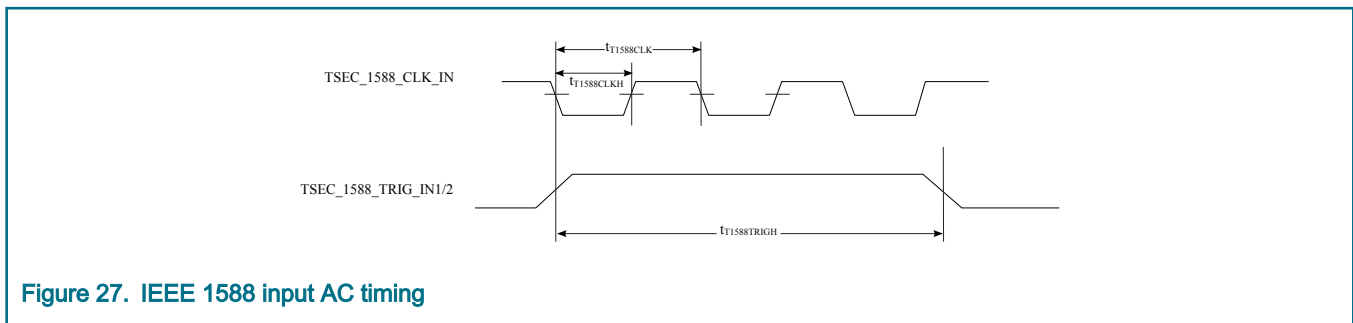 tT1588CLK
TSEC_1588_CLK_IN
tT1588CLKH
TSEC_1588_TRIG_IN1/2
tT1588TRIGH
Figure 27. IEEE 1588 input AC timing